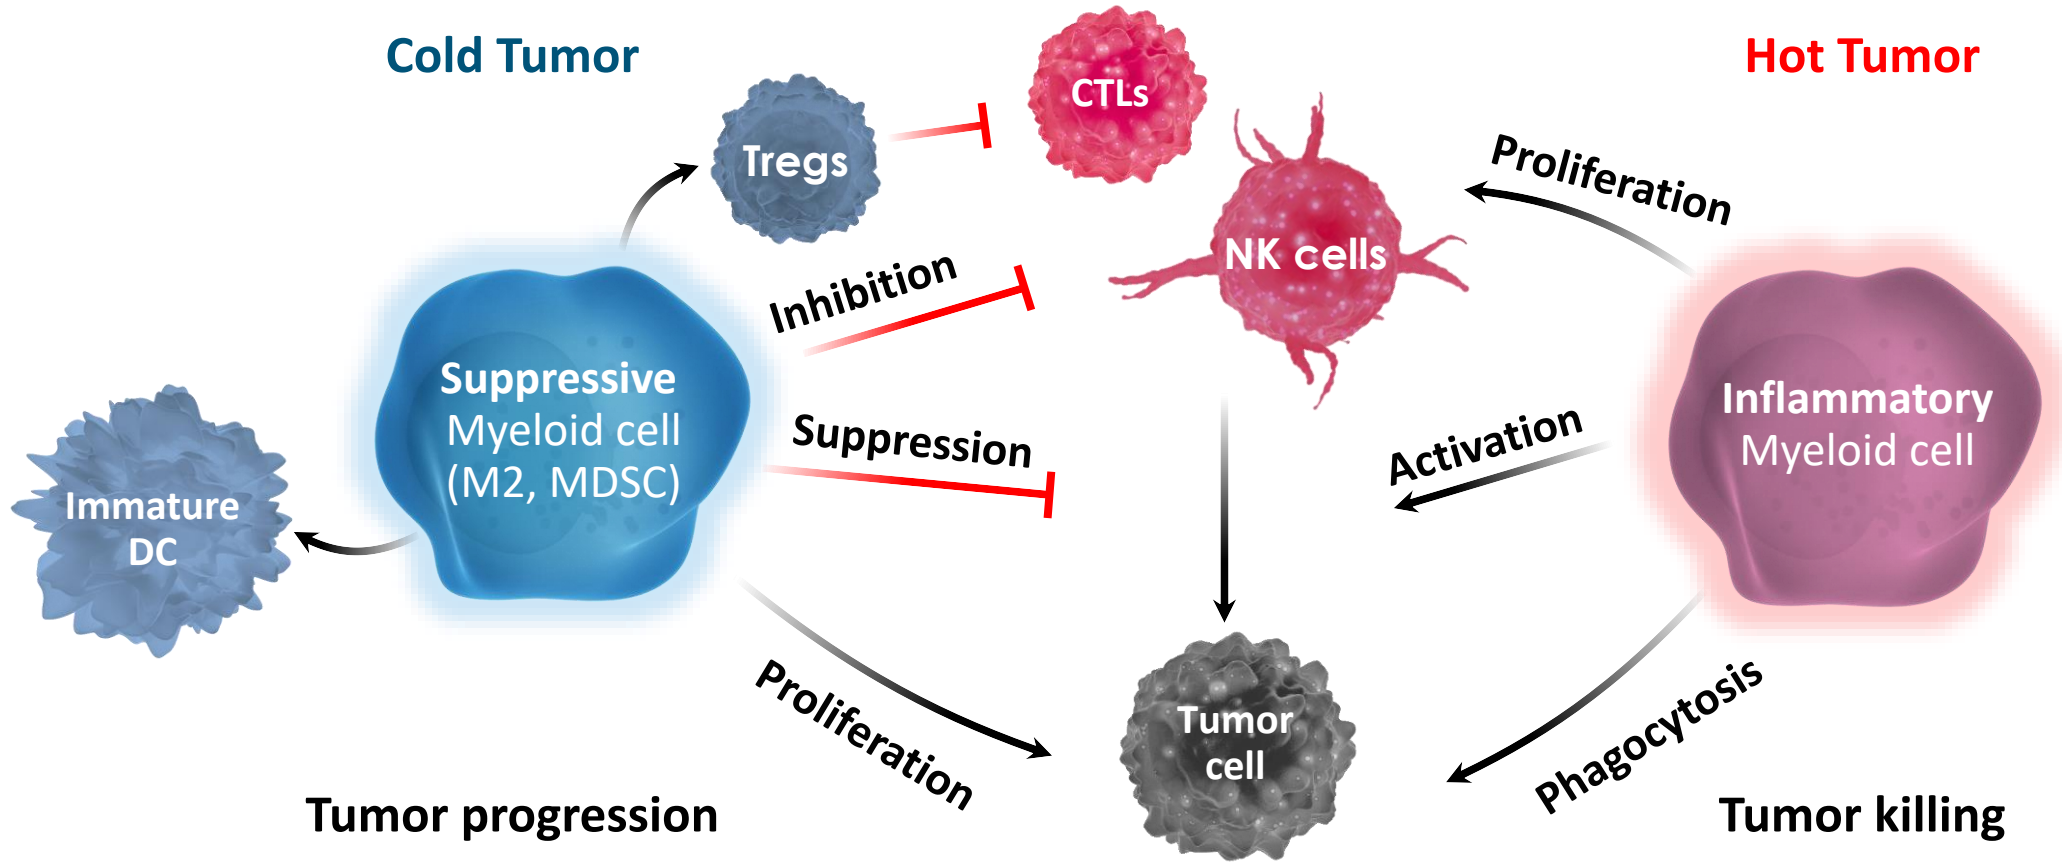 Cold Tumor
Hot Tumor
CTLs
Tregs
Proliferation
NK cells
Inhibition
Suppressive
Myeloid cell
(M2, MDSC)
Inflammatory
Myeloid cell
Suppression
Activation
Immature
DC
Tumor
cell
Proliferation
Phagocytosis
Tumor progression
Tumor killing